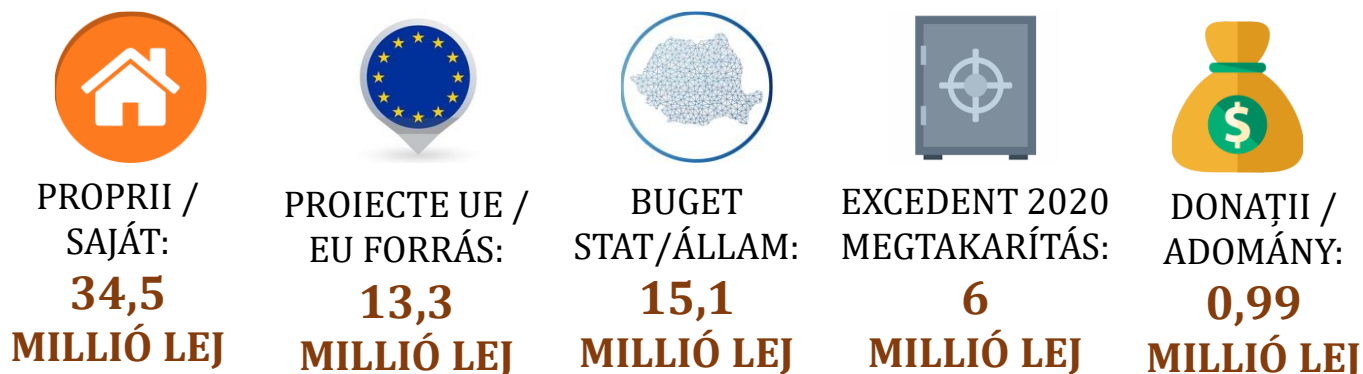 PROPRII /
SAJÁT:
34,5
MILLIÓ LEJ
PROIECTE UE /
EU FORRÁS:
13,3
MILLIÓ LEJ
BUGET
STAT/ÁLLAM:
15,1
MILLIÓ LEJ
EXCEDENT 2020
MEGTAKARÍTÁS:
6
MILLIÓ LEJ
$
DONAȚII /
ADOMÁNY:
0,99
MILLIÓ LEJ